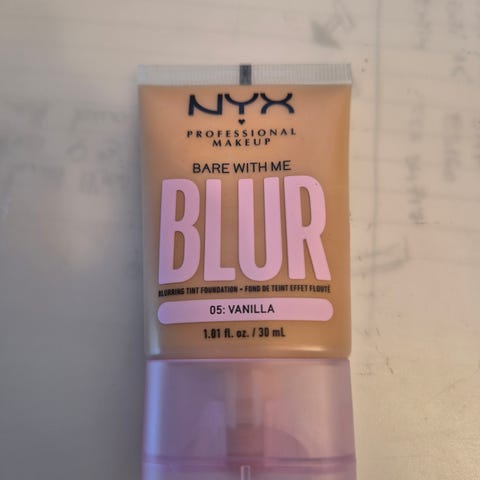 NYX
PROFESSIONAL
MAKEUP
BARE WITH ME
BLUR
BLURRING TINT FOUNDATION • FOND DE TEINT EFFET FLOUTÉ
05: VANILLA
1.01 fl. oz. / 30 mL